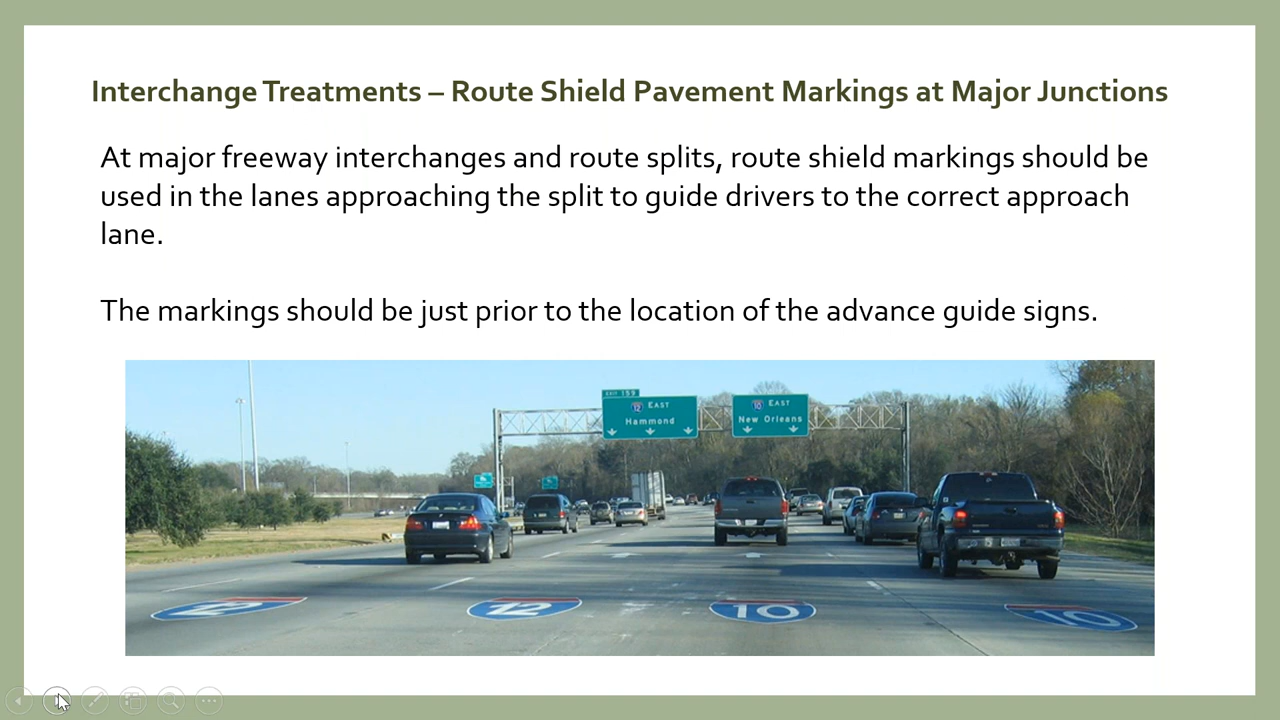 Interchange Treatments – Route Shield Pavement Markings at Major Junctions
At major freeway interchanges and route splits, route shield markings should be
used in the lanes approaching the split to guide drivers to the correct approach
lane.
The markings should be just prior to the location of the advance guide signs.
EXIT 159
12 EAST
Hammond
10 EAST
New Orleans
12
12
10
10